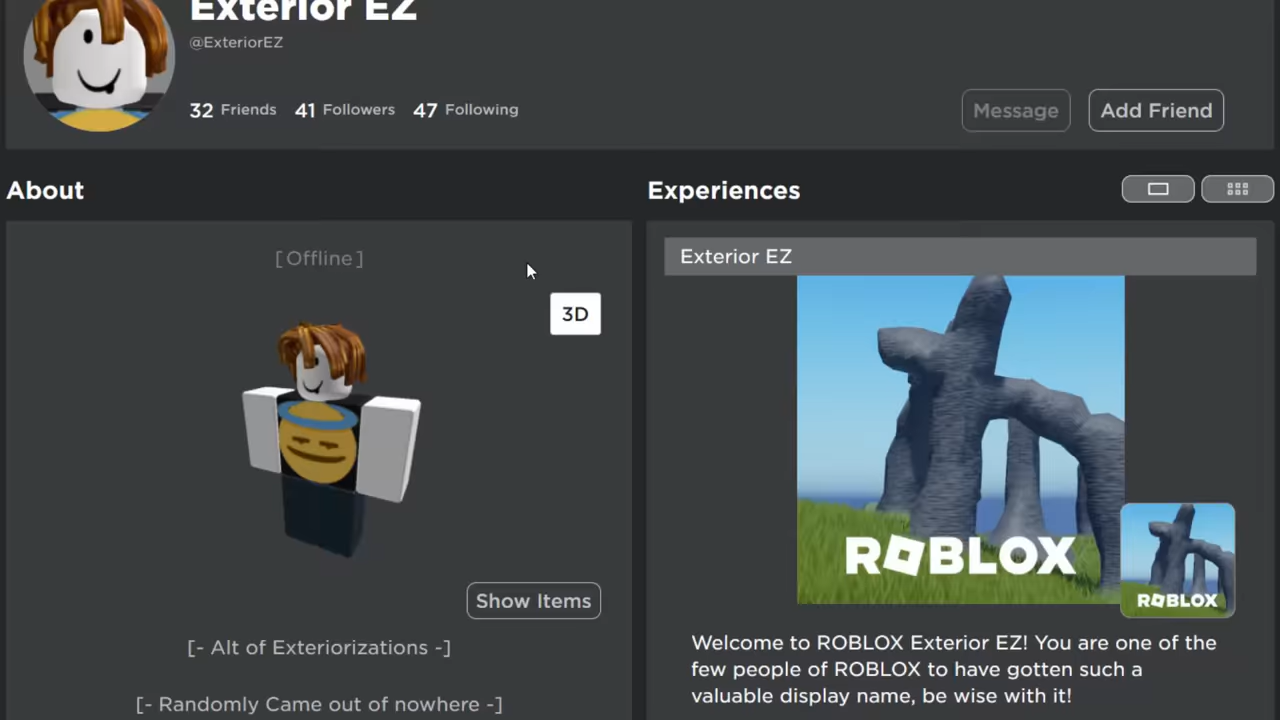 Exterior EZ
@ExteriorEZ
32 Friends 41 Followers 47 Following
Message
Add Friend
About
[ Offline ]
3D
Show Items
[- Alt of Exteriorizations -]
[- Randomly Came out of nowhere -]
Experiences
Exterior EZ
ROBLOX
ROBLOX
Welcome to ROBLOX Exterior EZ! You are one of the
few people of ROBLOX to have gotten such a
valuable display name, be wise with it!